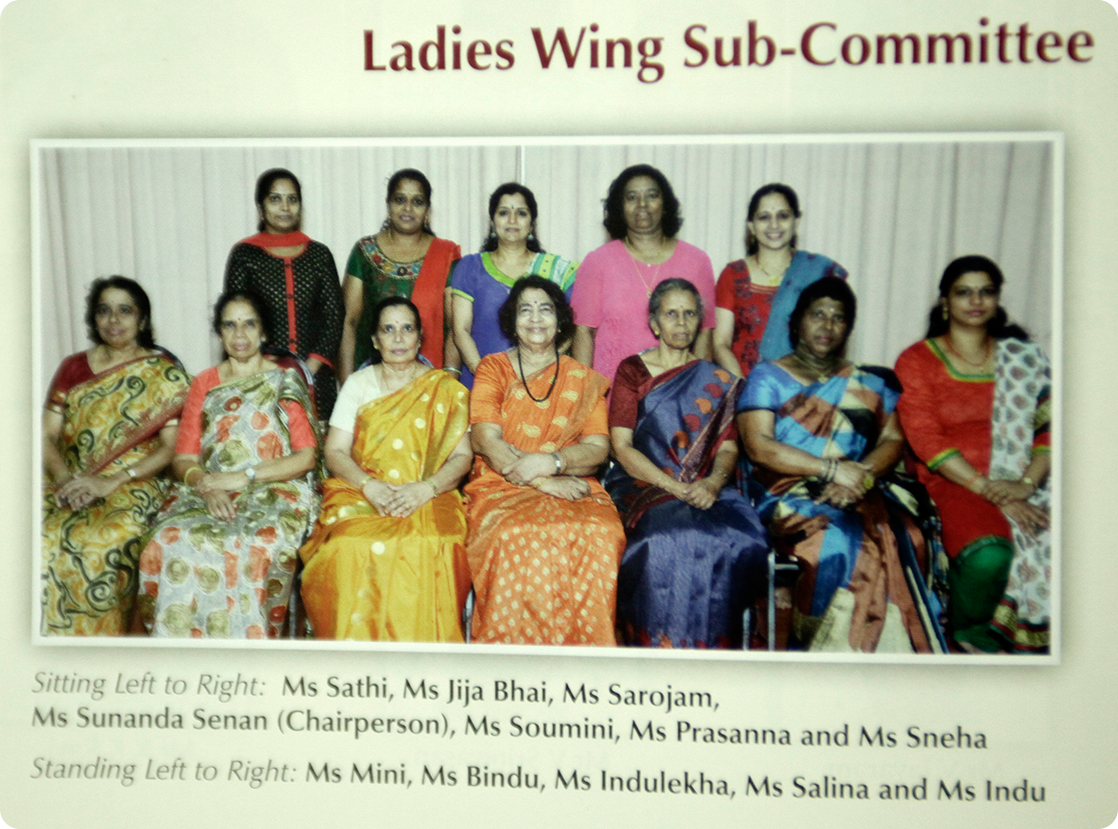 Ladies Wing Sub-Committee
Sitting Left to Right: Ms Sathi, Ms Jija Bhai, Ms Sarojam,
Ms Sunanda Senan (Chairperson), Ms Soumini, Ms Prasanna and Ms Sneha
Standing Left to Right: Ms Mini, Ms Bindu, Ms Indulekha, Ms Salina and Ms Indu